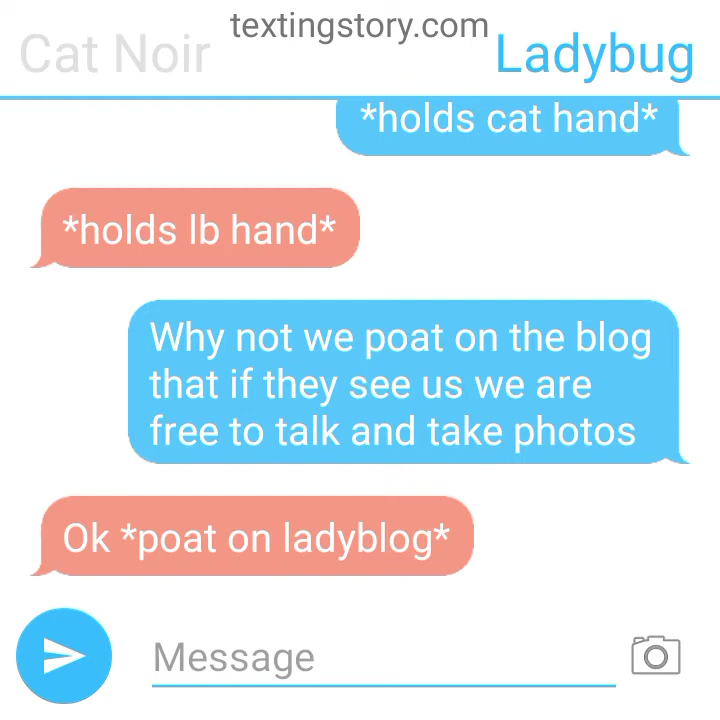 textingstory.com
Cat Noir
Ladybug
*holds cat hand*
*holds lb hand*
Why not we poat on the blog
that if they see us we are
free to talk and take photos
Ok *poat on ladyblog*
Message